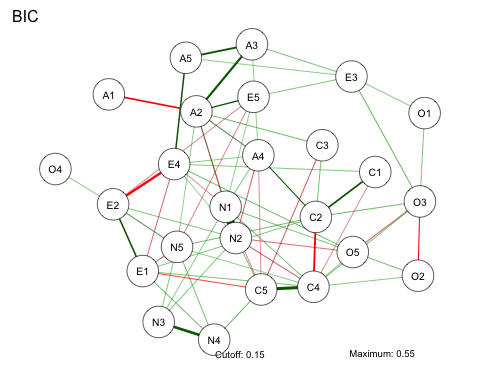 BIC
A3
A5
E3
A1
E5
A2
O1
C3
A4
E4
O4
C1
E2
N1
O3
C2
N2
N5
O5
E1
O2
C5
C4
N3
N4
Cutoff: 0.15
Maximum: 0.55